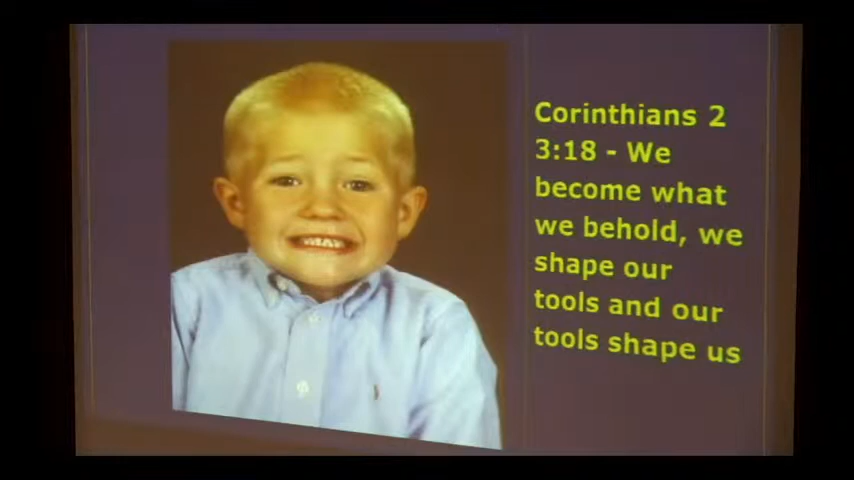 Corinthians 2
3:18 - We
become what
we behold, we
shape our
tools and our
tools shape us